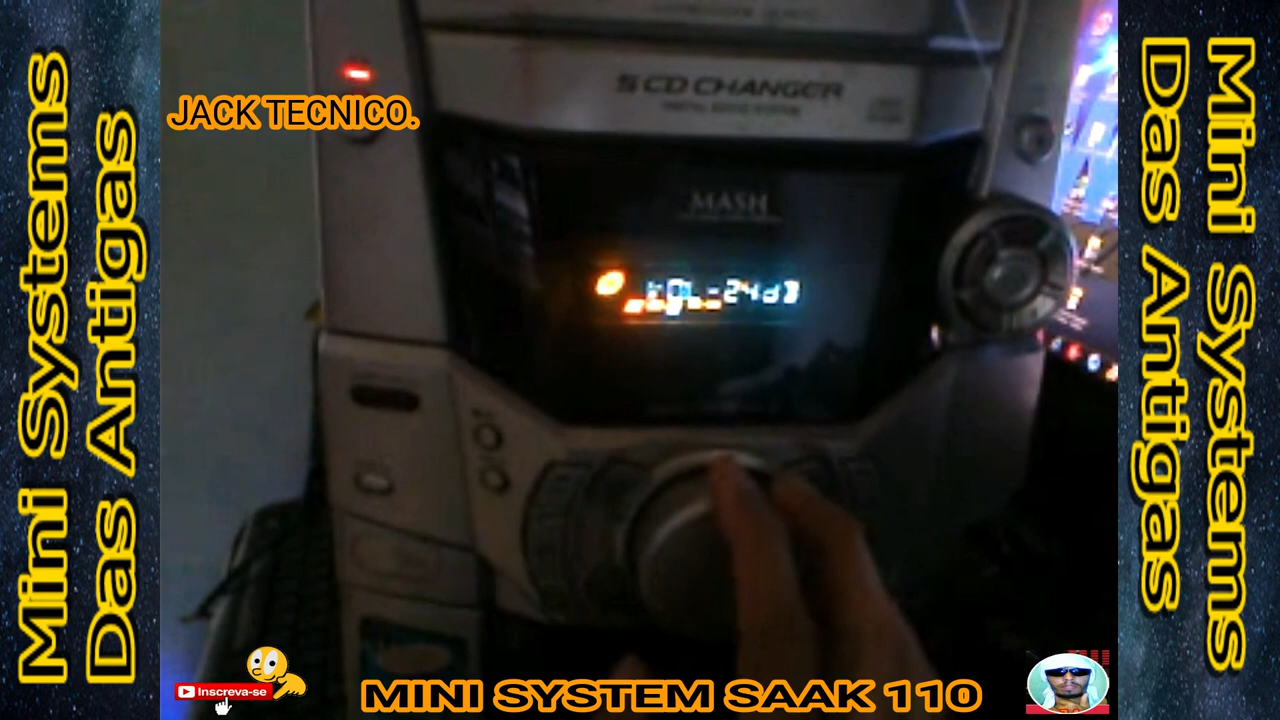 Mini Systems
Das Antigas
JACK TECNICO.
5 CD CHANGER
MASH
Inscreva-se
MINI SYSTEM SAAK 110
Mini Systems
Das Antigas